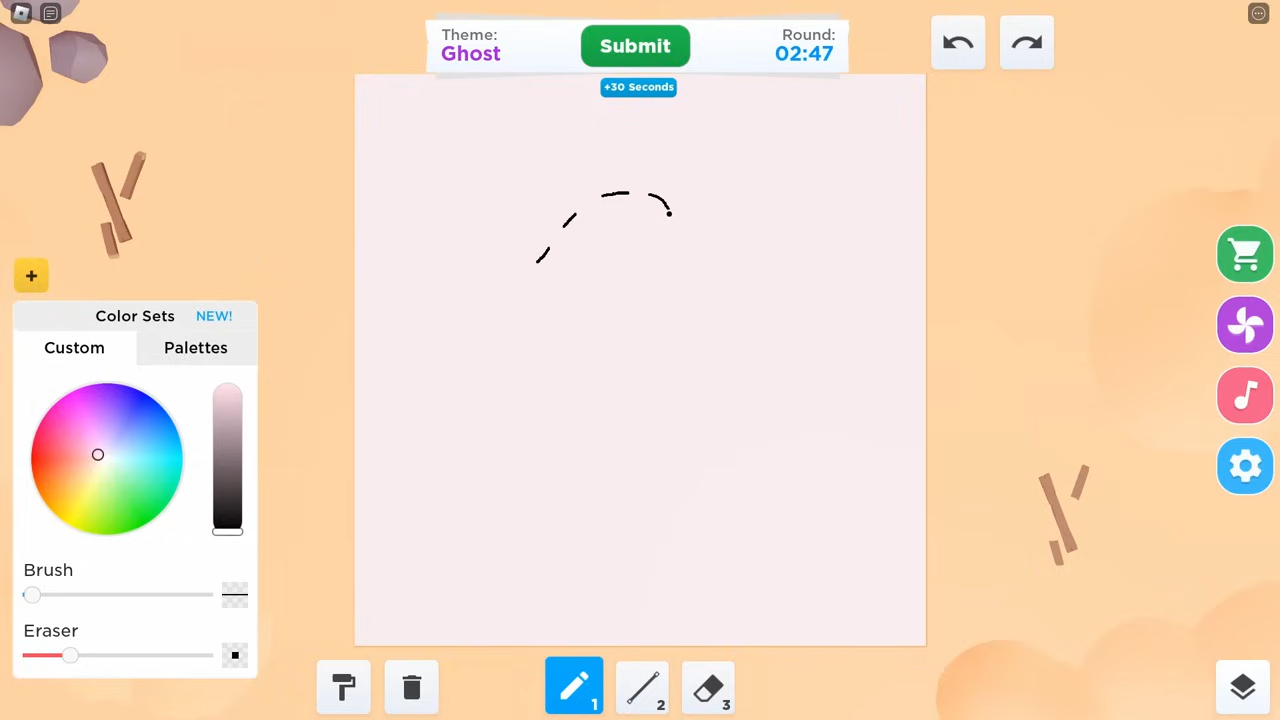 Theme:
Ghost
Submit
Round:
02:47
+30 Seconds
+
Color Sets NEW!
Custom Palettes
Brush
Eraser
1
2
3